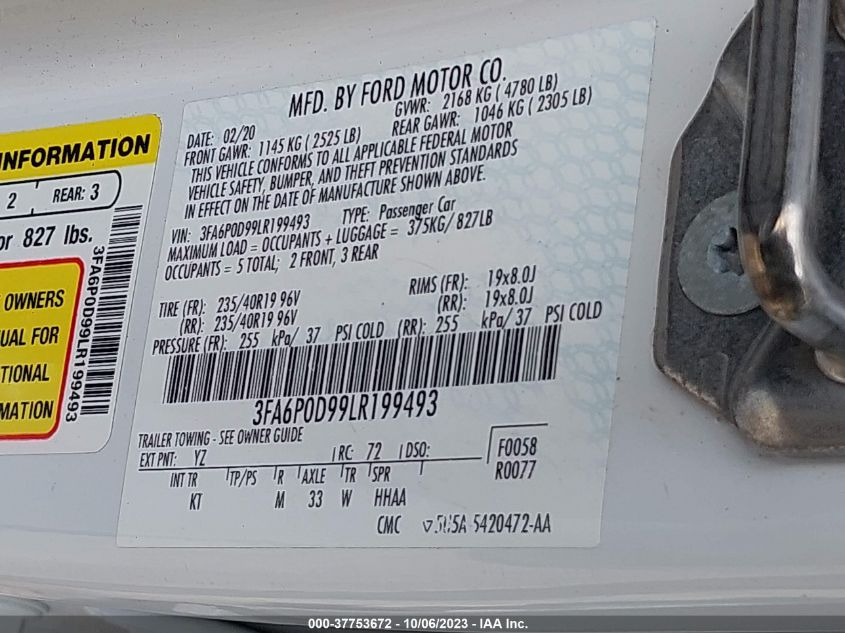 MFD. BY FORD MOTOR CO.
DATE: 02/20 GVWR: 2168 KG ( 4780 LB)
FRONT GAWR: 1145 KG ( 2525 LB) REAR GAWR: 1046 KG ( 2305 LB)
THIS VEHICLE CONFORMS TO ALL APPLICABLE FEDERAL MOTOR
VEHICLE SAFETY, BUMPER, AND THEFT PREVENTION STANDARDS
IN EFFECT ON THE DATE OF MANUFACTURE SHOWN ABOVE.
VIN: 3FA6P0D99LR199493 TYPE: Passenger Car
MAXIMUM LOAD = OCCUPANTS + LUGGAGE = 375KG/ 827LB
OCCUPANTS = 5 TOTAL; 2 FRONT, 3 REAR
TIRE (FR): 235/40R19 96V RIMS (FR): 19x8.0J
(RR): 235/40R19 96V (RR): 19x8.0J
PRESSURE (FR): 255 kPa/ 37 PSI COLD (RR): 255 kPa/ 37 PSI COLD
3FA6P0D99LR199493
TRAILER TOWING - SEE OWNER GUIDE
EXT PNT: YZ RC: 72 DSO: F0058
R0077
INT TR TP/PS R AXLE TR SPR
KT M 33 W HHAA
CMC 5420472-AA
INFORMATION
2 REAR: 3
or 827 lbs.
OWNERS
UAL FOR
TIONAL
MATION
3FA6P0D99LR199493
000-37753672 - 10/06/2023 - IAA Inc.